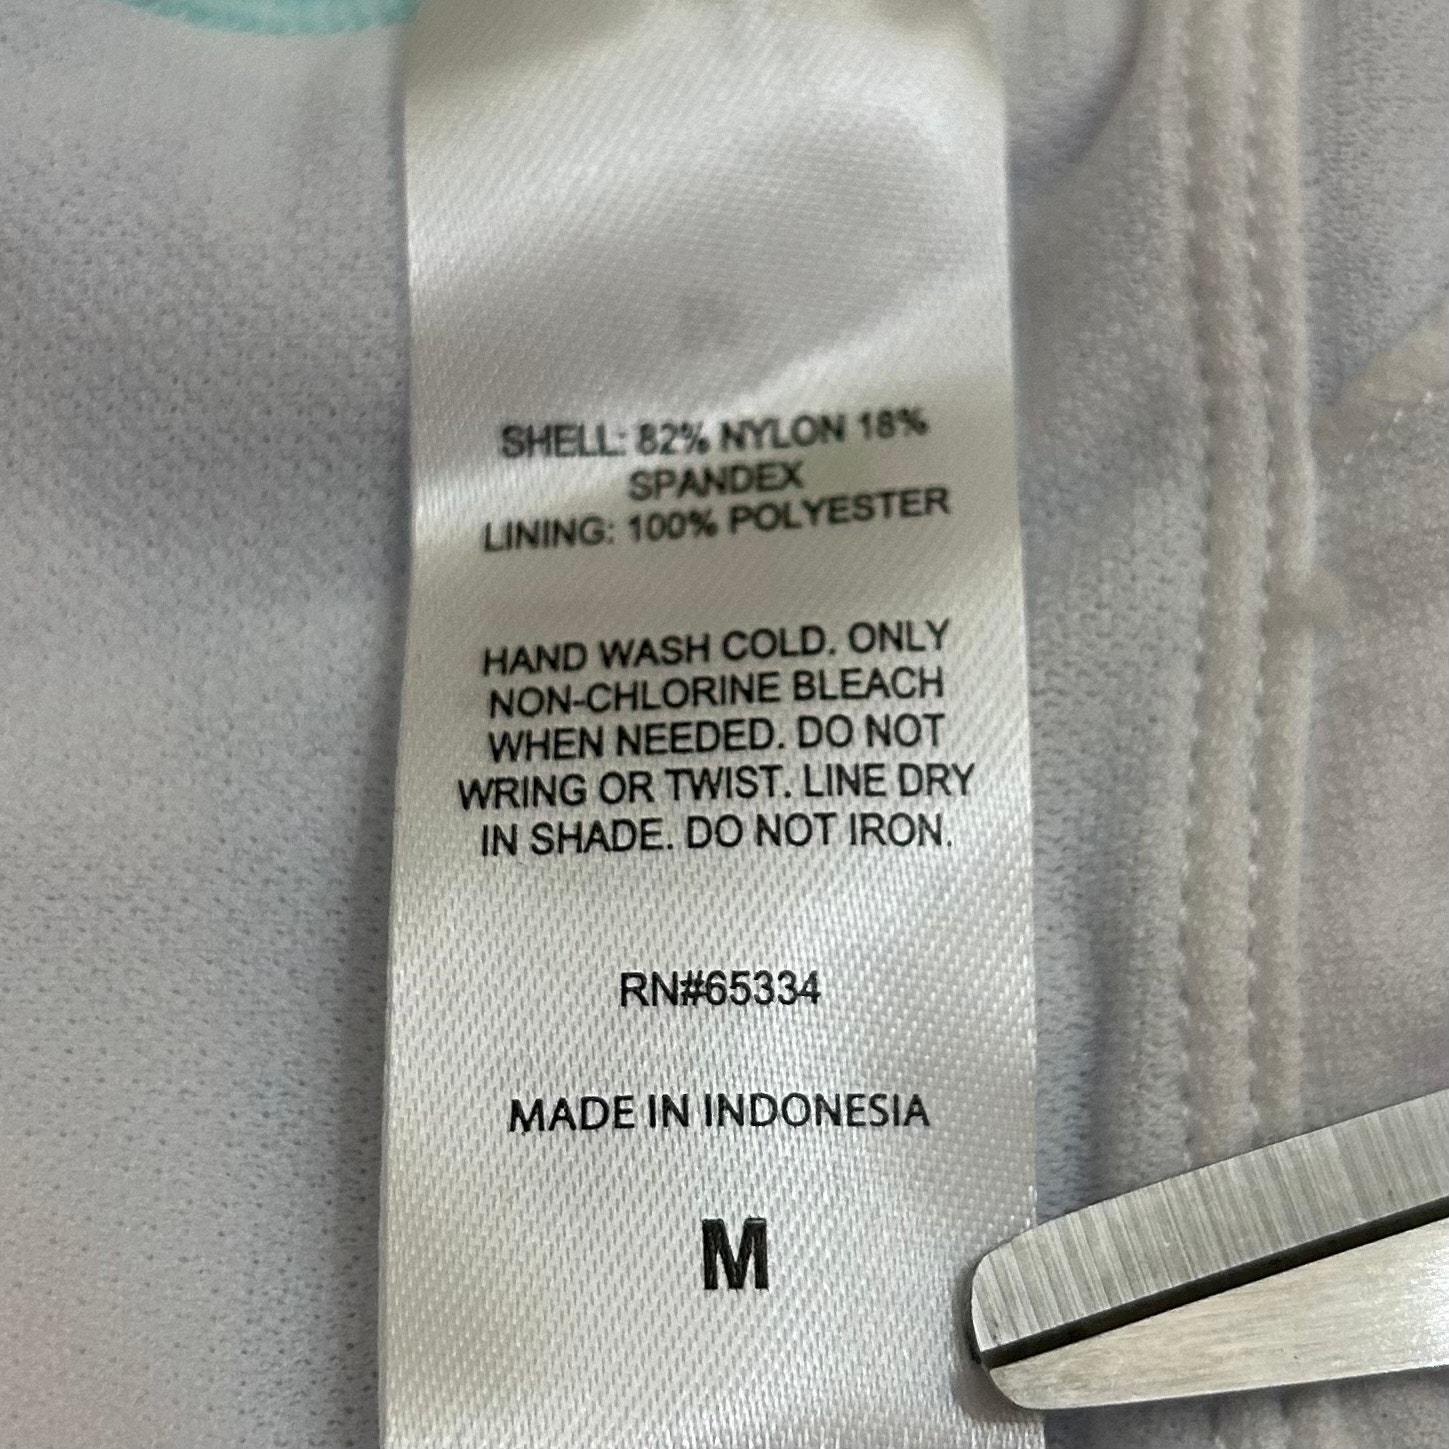 SHELL: 82% NYLON 18%
SPANDEX
LINING: 100% POLYESTER
HAND WASH COLD. ONLY
NON-CHLORINE BLEACH
WHEN NEEDED. DO NOT
WRING OR TWIST. LINE DRY
IN SHADE. DO NOT IRON.
RN#65334
MADE IN INDONESIA
M